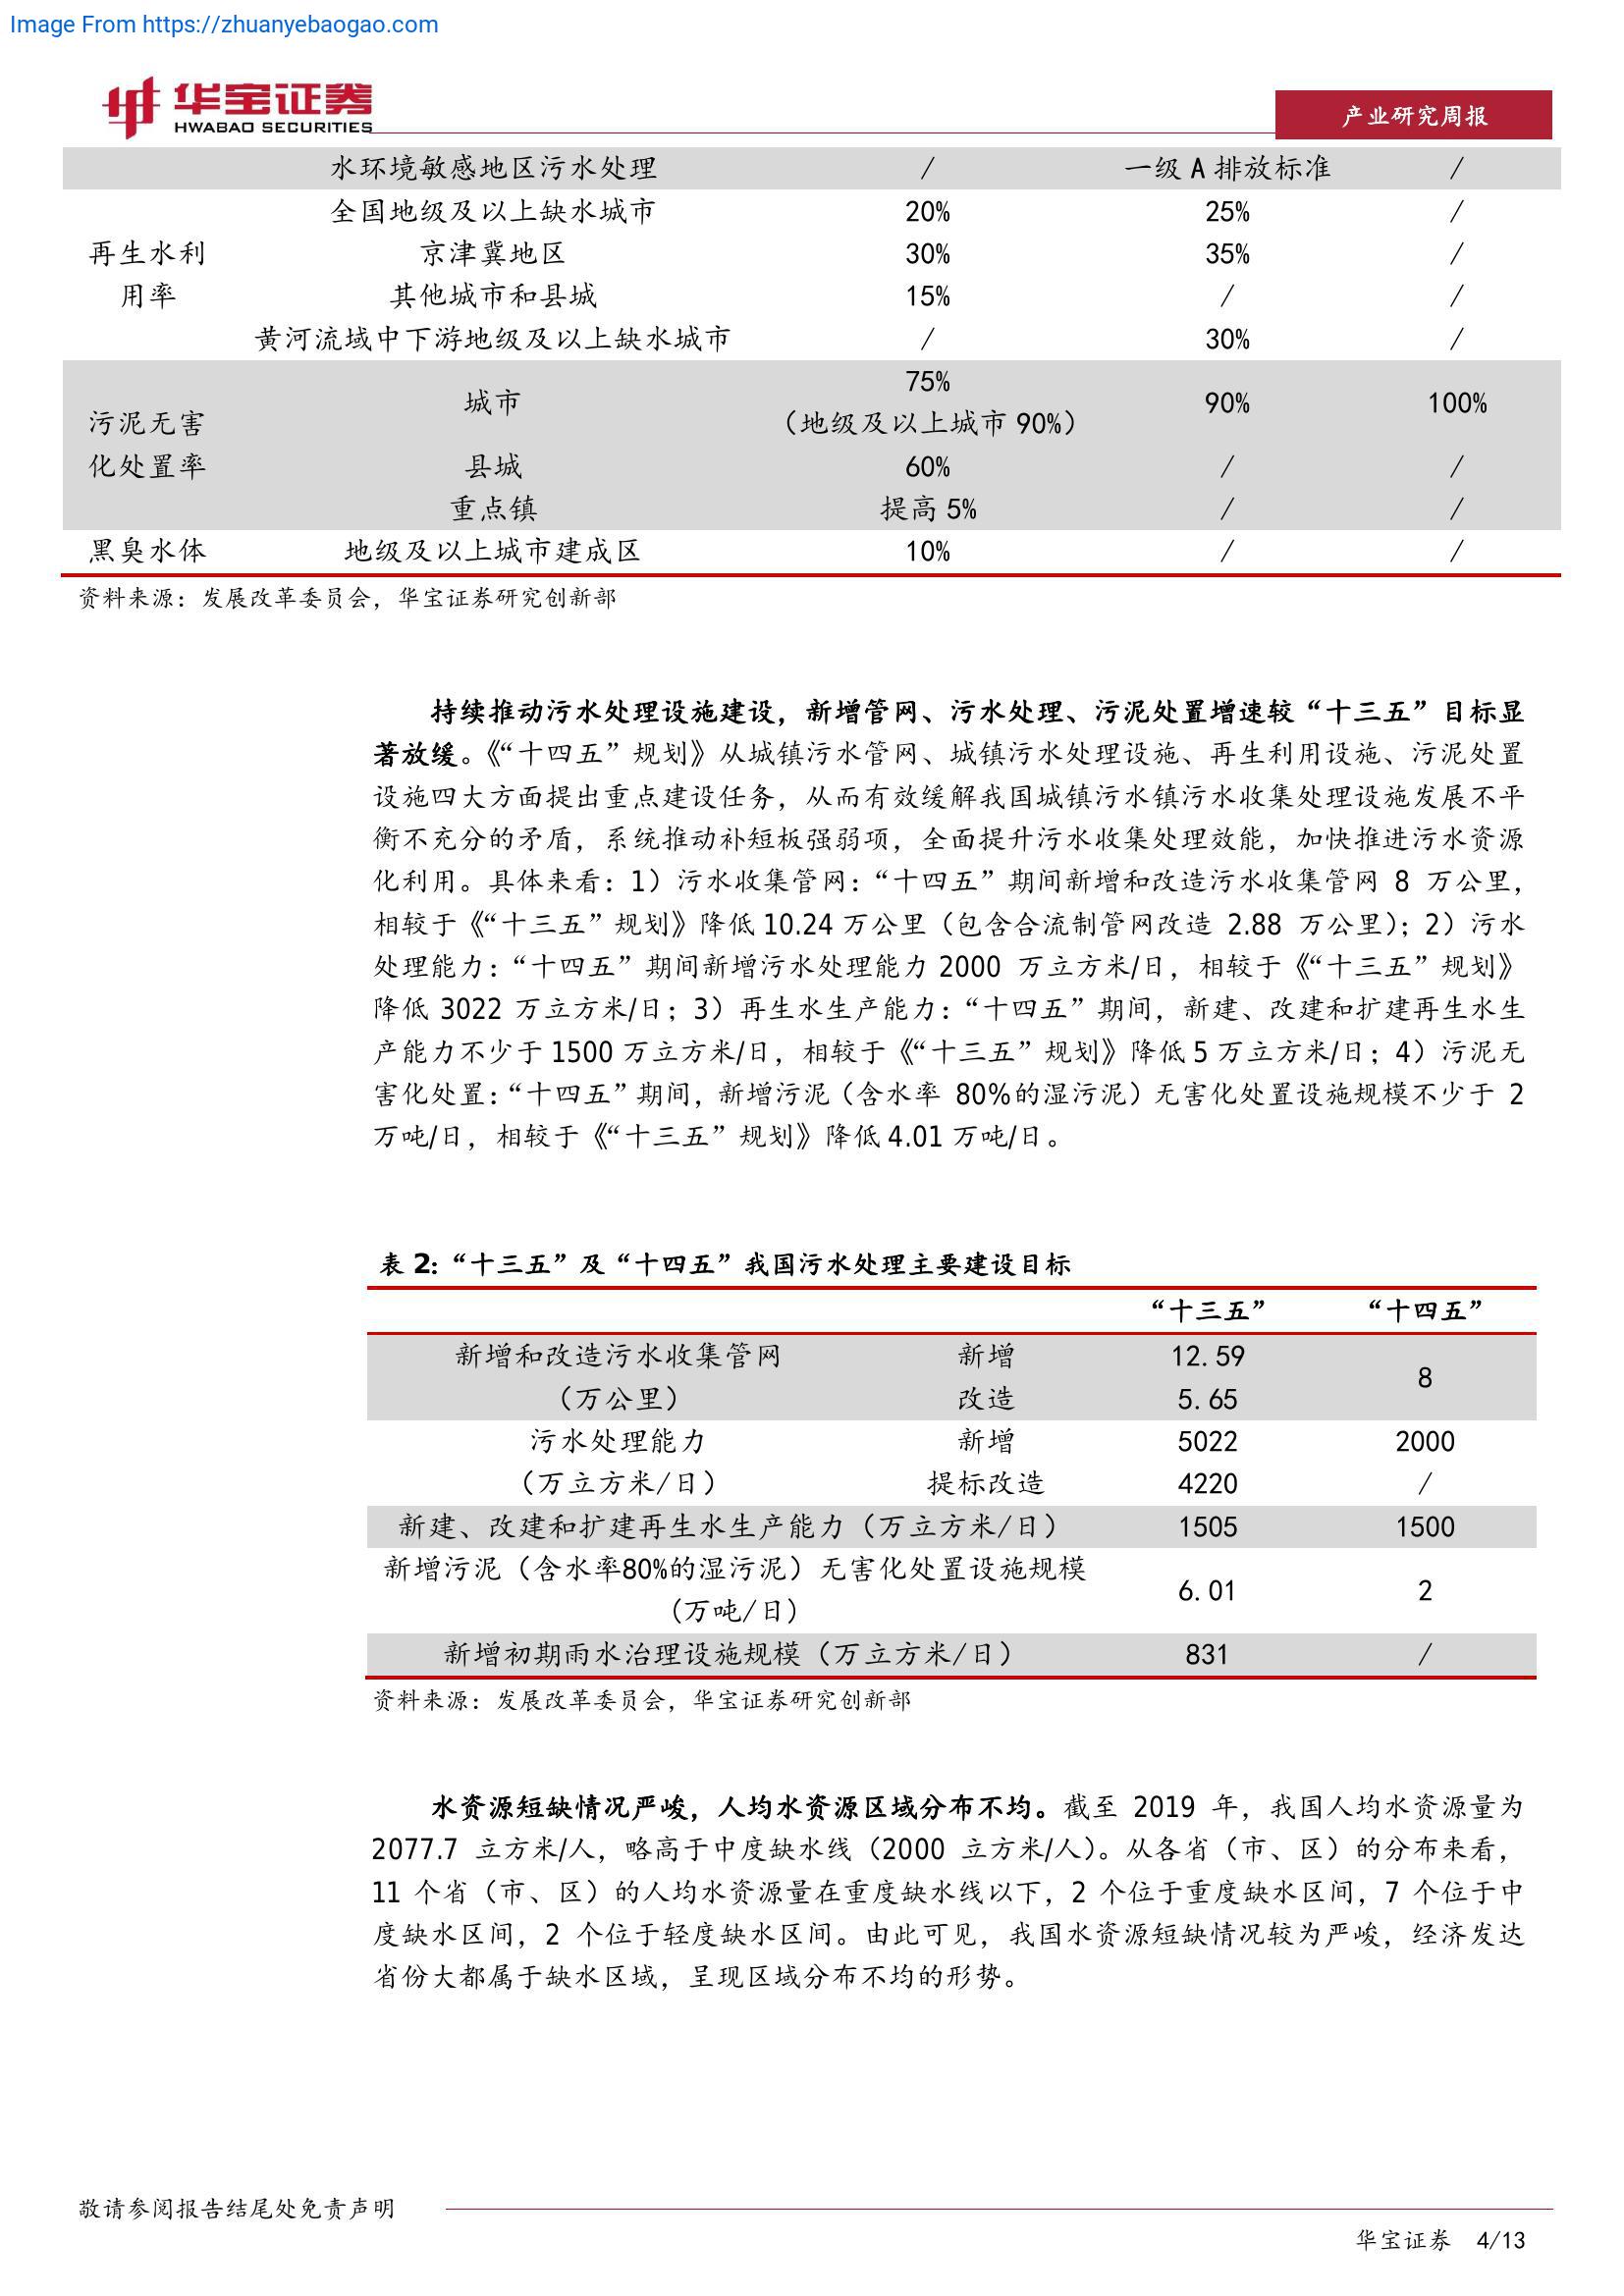 Image From https://zhuanyebaogao.com
华宝证券
HWABAO SECURITIES
产业研究周报
水环境敏感地区污水处理 / 一级 A 排放标准 /
全国地级及以上缺水城市 20% 25% /
再生水利 京津冀地区 30% 35% /
用率 其他城市和县城 15% / /
黄河流域中下游地级及以上缺水城市 / 30% /
75%
城市 90% 100%
污泥无害 （地级及以上城市 90%）
化处置率 县城 60% / /
重点镇 提高 5% / /
黑臭水体 地级及以上城市建成区 10% / /
资料来源：发展改革委员会，华宝证券研究创新部
持续推动污水处理设施建设，新增管网、污水处理、污泥处置增速较“十三五”目标显
著放缓。《“十四五”规划》从城镇污水管网、城镇污水处理设施、再生利用设施、污泥处置
设施四大方面提出重点建设任务，从而有效缓解我国城镇污水镇污水收集处理设施发展不平
衡不充分的矛盾，系统推动补短板强弱项，全面提升污水收集处理效能，加快推进污水资源
化利用。具体来看：1）污水收集管网：“十四五”期间新增和改造污水收集管网 8 万公里，
相较于《“十三五”规划》降低 10.24 万公里（包含合流制管网改造 2.88 万公里）；2）污水
处理能力：“十四五”期间新增污水处理能力 2000 万立方米/日，相较于《“十三五”规划》
降低 3022 万立方米/日；3）再生水生产能力：“十四五”期间，新建、改建和扩建再生水生
产能力不少于 1500 万立方米/日，相较于《“十三五”规划》降低 5 万立方米/日；4）污泥无
害化处置：“十四五”期间，新增污泥（含水率 80%的湿污泥）无害化处置设施规模不少于 2
万吨/日，相较于《“十三五”规划》降低 4.01 万吨/日。
表 2：“十三五”及“十四五”我国污水处理主要建设目标
“十三五” “十四五”
新增和改造污水收集管网 新增 12.59
8
（万公里） 改造 5.65
污水处理能力 新增 5022 2000
（万立方米/日） 提标改造 4220 /
新建、改建和扩建再生水生产能力（万立方米/日） 1505 1500
新增污泥（含水率80%的湿污泥）无害化处置设施规模
6.01 2
(万吨/日)
新增初期雨水治理设施规模（万立方米/日） 831 /
资料来源：发展改革委员会，华宝证券研究创新部
水资源短缺情况严峻，人均水资源区域分布不均。截至 2019 年，我国人均水资源量为
2077.7 立方米/人，略高于中度缺水线（2000 立方米/人）。从各省（市、区）的分布来看，
11 个省（市、区）的人均水资源量在重度缺水线以下，2 个位于重度缺水区间，7 个位于中
度缺水区间，2 个位于轻度缺水区间。由此可见，我国水资源短缺情况较为严峻，经济发达
省份大都属于缺水区域，呈现区域分布不均的形势。
敬请参阅报告结尾处免责声明
华宝证券 4/13